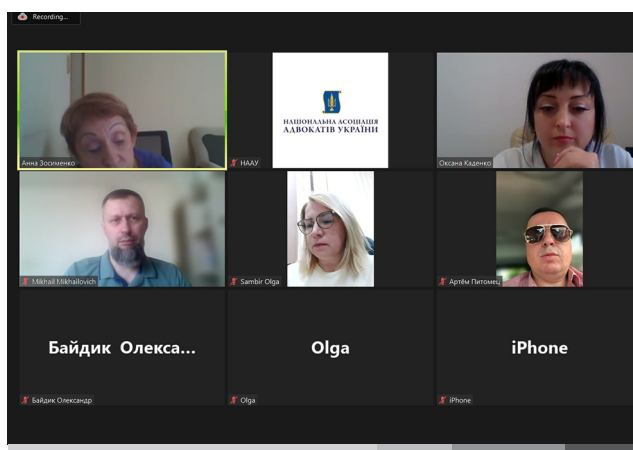 Recording...
НАЦІОНАЛЬНА АСОЦІАЦІЯ
АДВОКАТІВ УКРАЇНИ
Анна Зосименко
НААУ
Оксана Каденко
Mikhail Mikhailovich
Sambir Olga
Артём Питомец
Байдик Олекса...
Olga
iPhone
Байдик Олександр
Olga
iPhone